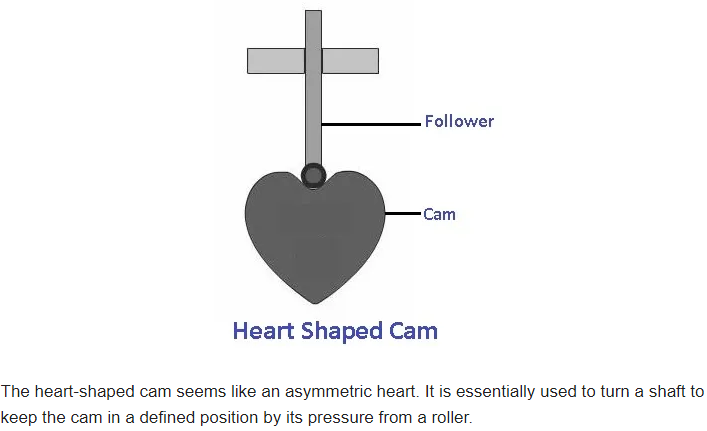 Follower
Cam
Heart Shaped Cam
The heart-shaped cam seems like an asymmetric heart. It is essentially used to turn a shaft to
keep the cam in a defined position by its pressure from a roller.